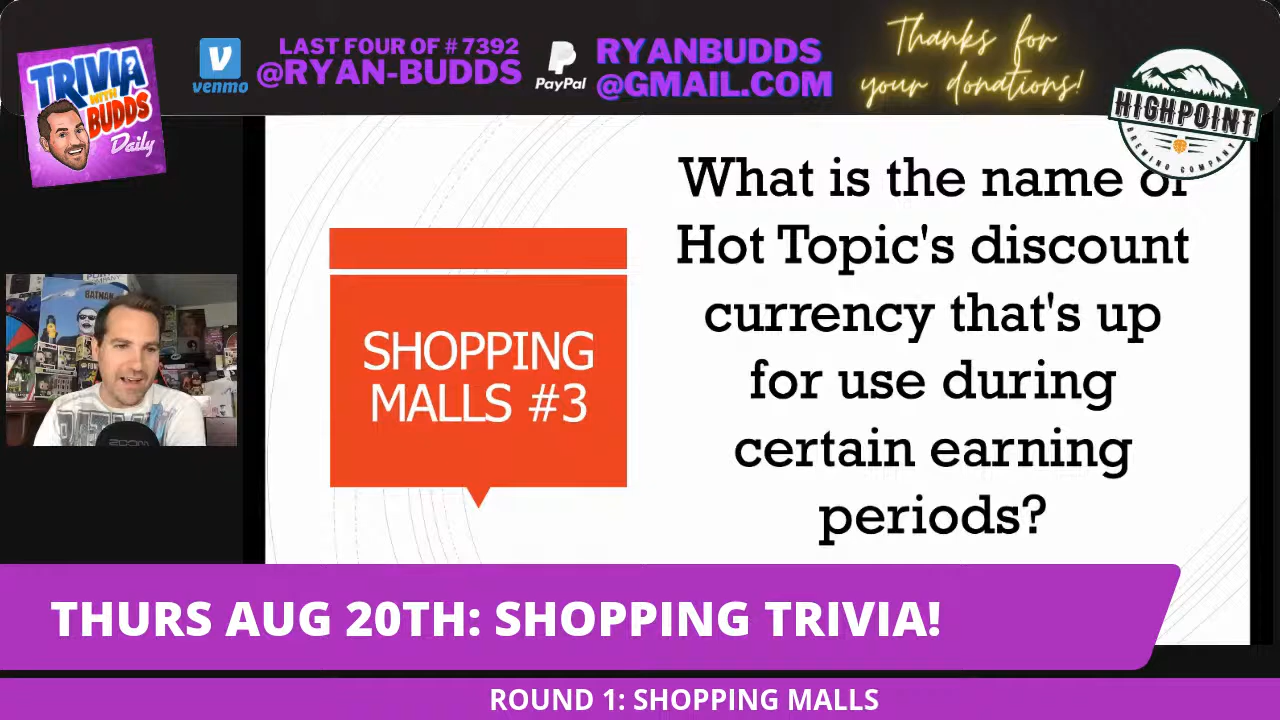 TRIVIA
WITH
BUDDS
Daily
venmo
LAST FOUR OF # 7392
@RYAN-BUDDS
PayPal
RYANBUDDS
@GMAIL.COM
Thanks for
your donations!
HIGHPOINT
BREWING COMPANY
What is the name of
Hot Topic's discount
currency that's up
for use during
certain earning
periods?
SHOPPING
MALLS #3
BATMAN
ZOOM
THURS AUG 20TH: SHOPPING TRIVIA!
ROUND 1: SHOPPING MALLS